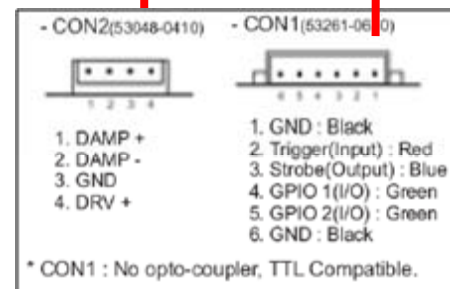 - CON2(53048-0410)
1 2 3 4
1. DAMP +
2. DAMP -
3. GND
4. DRV +
- CON1(53261-06 0)
6 5 4 3 2 1
1. GND : Black
2. Trigger(Input) : Red
3. Strobe(Output) : Blue
4. GPIO 1(I/O) : Green
5. GPIO 2(I/O) : Green
6. GND : Black
* CON1 : No opto-coupler, TTL Compatible.